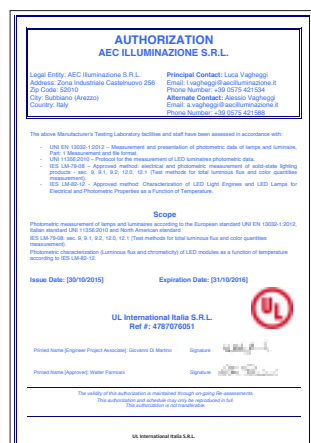 AUTHORIZATION
AEC ILLUMINAZIONE S.R.L.
Legal Entity: AEC Illuminazione S.R.L.
Address: Zona Industriale Castelnuovo 256
Zip Code: 52010
City: Subbiano (Arezzo)
Country: Italy
Principal Contact: Luca Vagheggi
Email: l.vagheggi@aecilluminazione.it
Phone Number: +39 0575 421534
Alternate Contact: Alessio Vagheggi
Email: a.vagheggi@aecilluminazione.it
Phone Number: +39 0575 421588
The above Manufacturer's Testing Laboratory facilities and staff have been assessed in accordance with:
- UNI EN 13032-1:2012 – Measurement and presentation of photometric data of lamps and luminaire,
Part: 1 Measurement and file format.
- UNI 11356:2010 – Protocol for the measurement of LED luminaires photometric data.
- IES LM-79-08 – Approved method: electrical and photometric measurement of solid-state lighting
products - sec. 9, 9.1, 9.2, 12.0, 12.1 (Test methods for total luminous flux and color quantities
measurement).
- IES LM-82-12 - Approved method: Characterization of LED Light Engines and LED Lamps for
Electrical and Photometric Properties as a Function of Temperature.
Scope
Photometric measurement of lamps and luminaires according to the European standard UNI EN 13032-1:2012,
Italian standard UNI 11356:2010 and North American standard
IES LM-79-08: sec. 9, 9.1, 9.2, 12.0, 12.1 (Test methods for total luminous flux and color quantities
measurement).
Photometric characterization (Luminous flux and chromaticity) of LED modules as a function of temperature
according to IES LM-82-12.
Issue Date: [30/10/2015]
Expiration Date: [31/10/2016]
UL
UL International Italia S.R.L.
Ref #: 4787076051
Printed Name [Engineer Project Associate]: Giovanni Di Martino
Signature
Printed Name [Approver]: Walter Parmiani
Signature
The validity of this authorization is maintained through on-going Re-assessments.
This authorization and schedule may only be reproduced in full.
This authorization is not transferable
UL International Italia S.R.L.